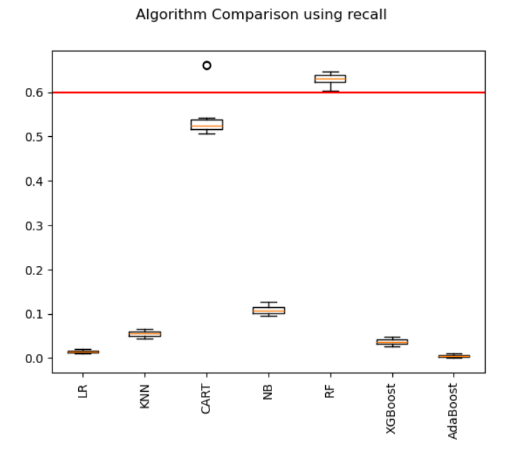 Algorithm Comparison using recall
0.6
0.5
0.4
0.3
0.2
0.1
0.0
LR
KNN
CART
NB
RF
XGBoost
AdaBoost